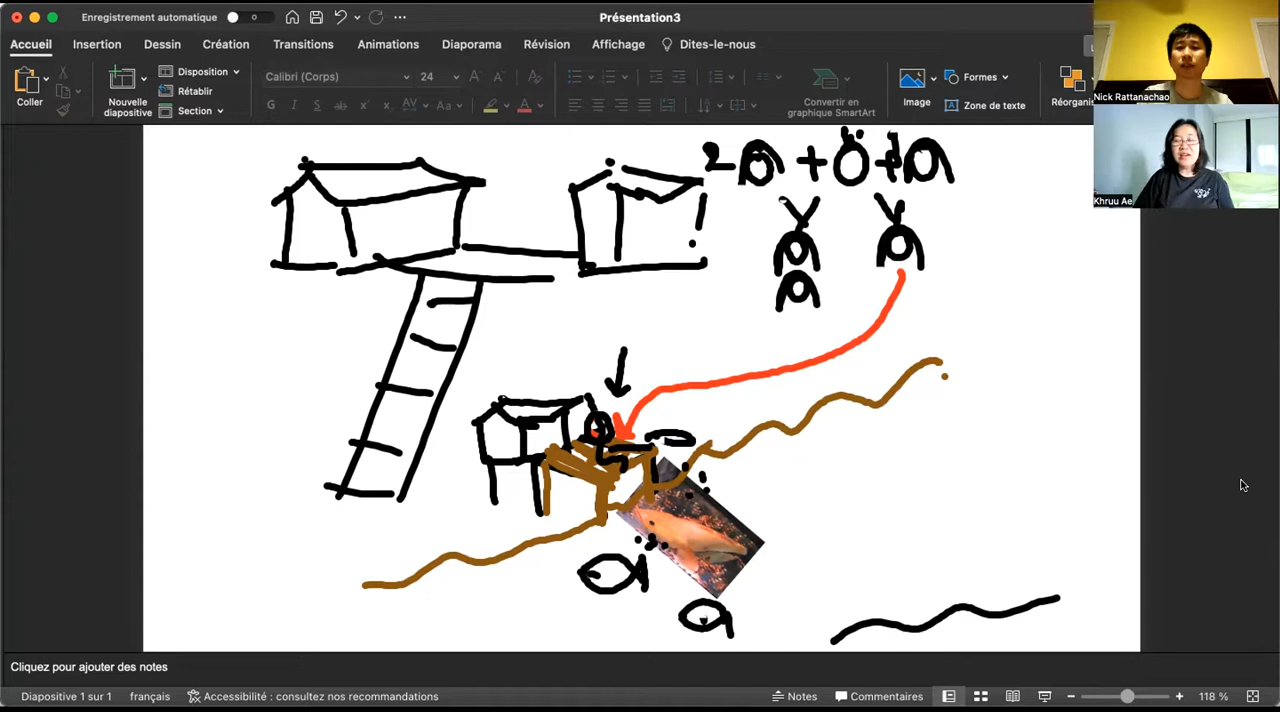 Enregistrement automatique
Présentation3
Accueil Insertion Dessin Création Transitions Animations Diaporama Révision Affichage Dites-le-nous
Coller
Nouvelle diapositive
Disposition
Rétablir
Section
Calibri (Corps) 24
G I S ab
Convertir en graphique SmartArt
Image
Formes
Zone de texte
Réorganis
Nick Rattanachao
Khruu Ae
Cliquez pour ajouter des notes
Diapositive 1 sur 1 français Accessibilité : consultez nos recommandations Notes Commentaires 118 %